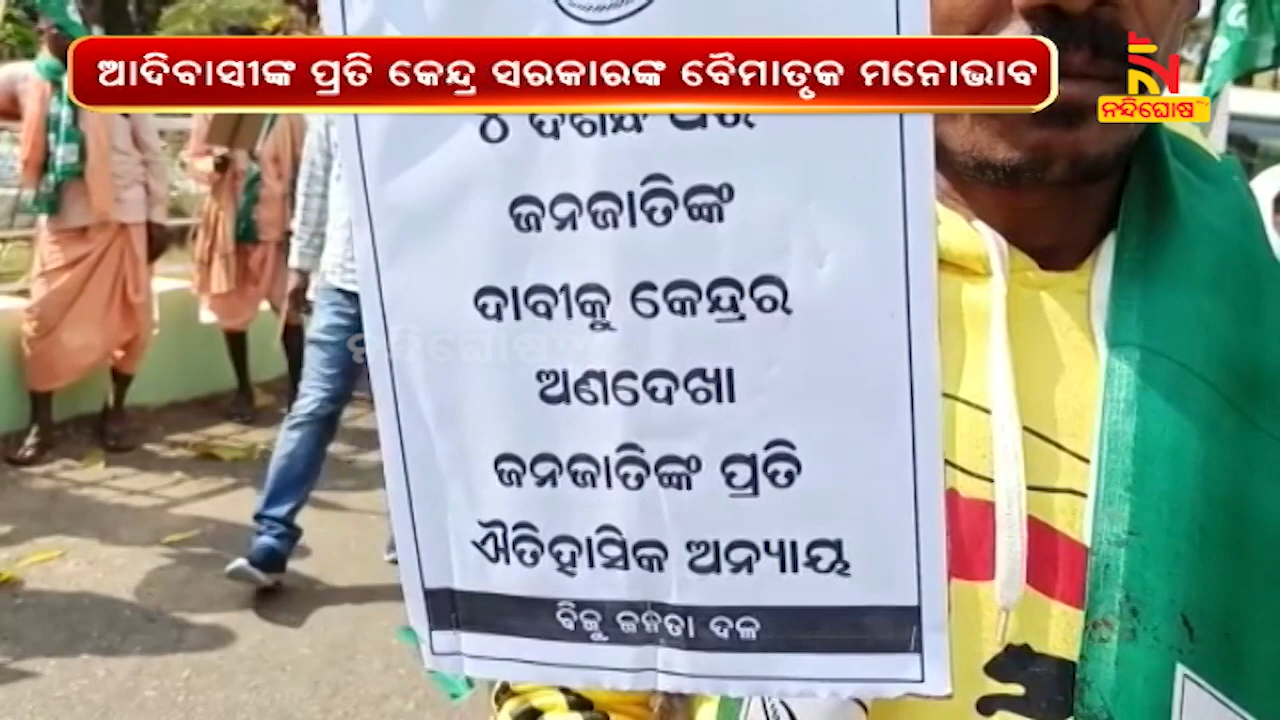 ଆଦିବାସୀଙ୍କ ପ୍ରତି କେନ୍ଦ୍ର ସରକାରଙ୍କ ବୈମାତୃକ ମନୋଭାବ
ନନ୍ଦିଘୋଷ
ଜନଜାତିଙ୍କ
ଦାବୀକୁ କେନ୍ଦ୍ରର
ଅଣଦେଖା
ଜନଜାତିଙ୍କ ପ୍ରତି
ଐତିହାସିକ ଅନ୍ୟାୟ
ବିଜୁ ଜନତା ଦଳ